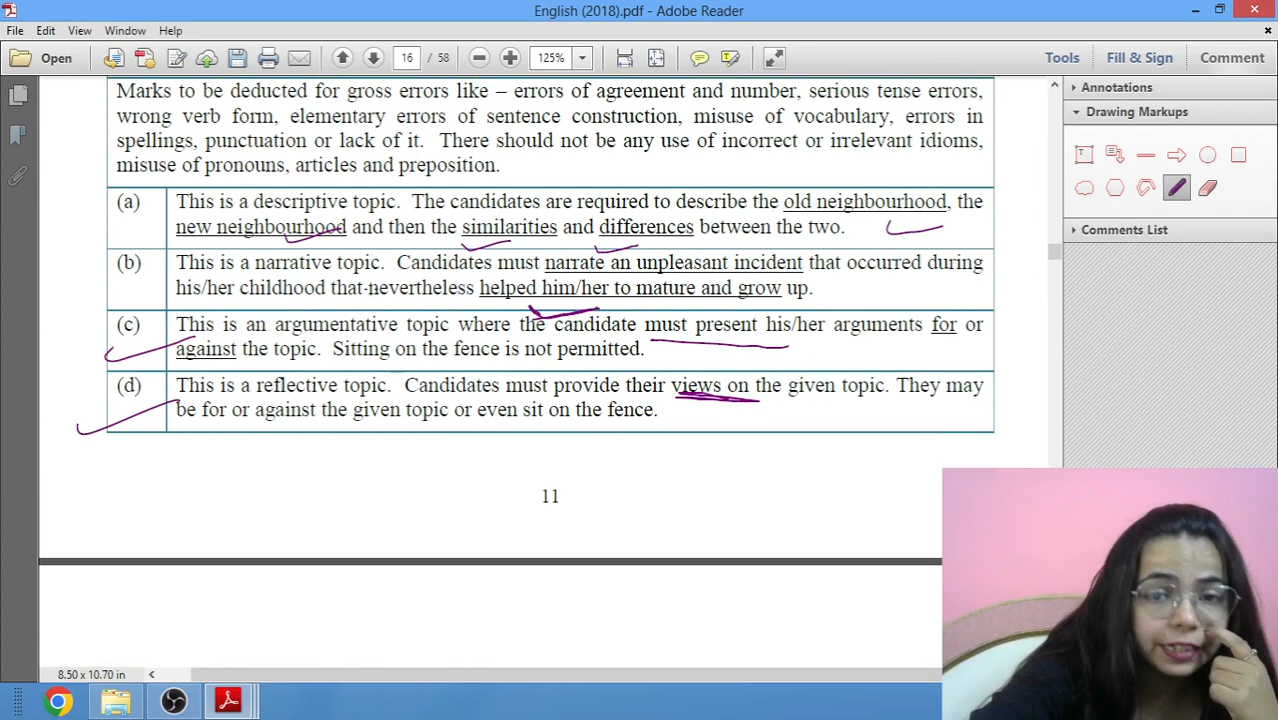 English (2018).pdf - Adobe Reader
File Edit View Window Help
Open 16 / 58 125% Tools Fill & Sign Comment
Marks to be deducted for gross errors like – errors of agreement and number, serious tense errors,
wrong verb form, elementary errors of sentence construction, misuse of vocabulary, errors in
spellings, punctuation or lack of it. There should not be any use of incorrect or irrelevant idioms,
misuse of pronouns, articles and preposition.
(a) This is a descriptive topic. The candidates are required to describe the old neighbourhood, the
new neighbourhood and then the similarities and differences between the two.
(b) This is a narrative topic. Candidates must narrate an unpleasant incident that occurred during
his/her childhood that nevertheless helped him/her to mature and grow up.
(c) This is an argumentative topic where the candidate must present his/her arguments for or
against the topic. Sitting on the fence is not permitted.
(d) This is a reflective topic. Candidates must provide their views on the given topic. They may
be for or against the given topic or even sit on the fence.
11
8.50 x 10.70 in
Annotations
Drawing Markups
Comments List